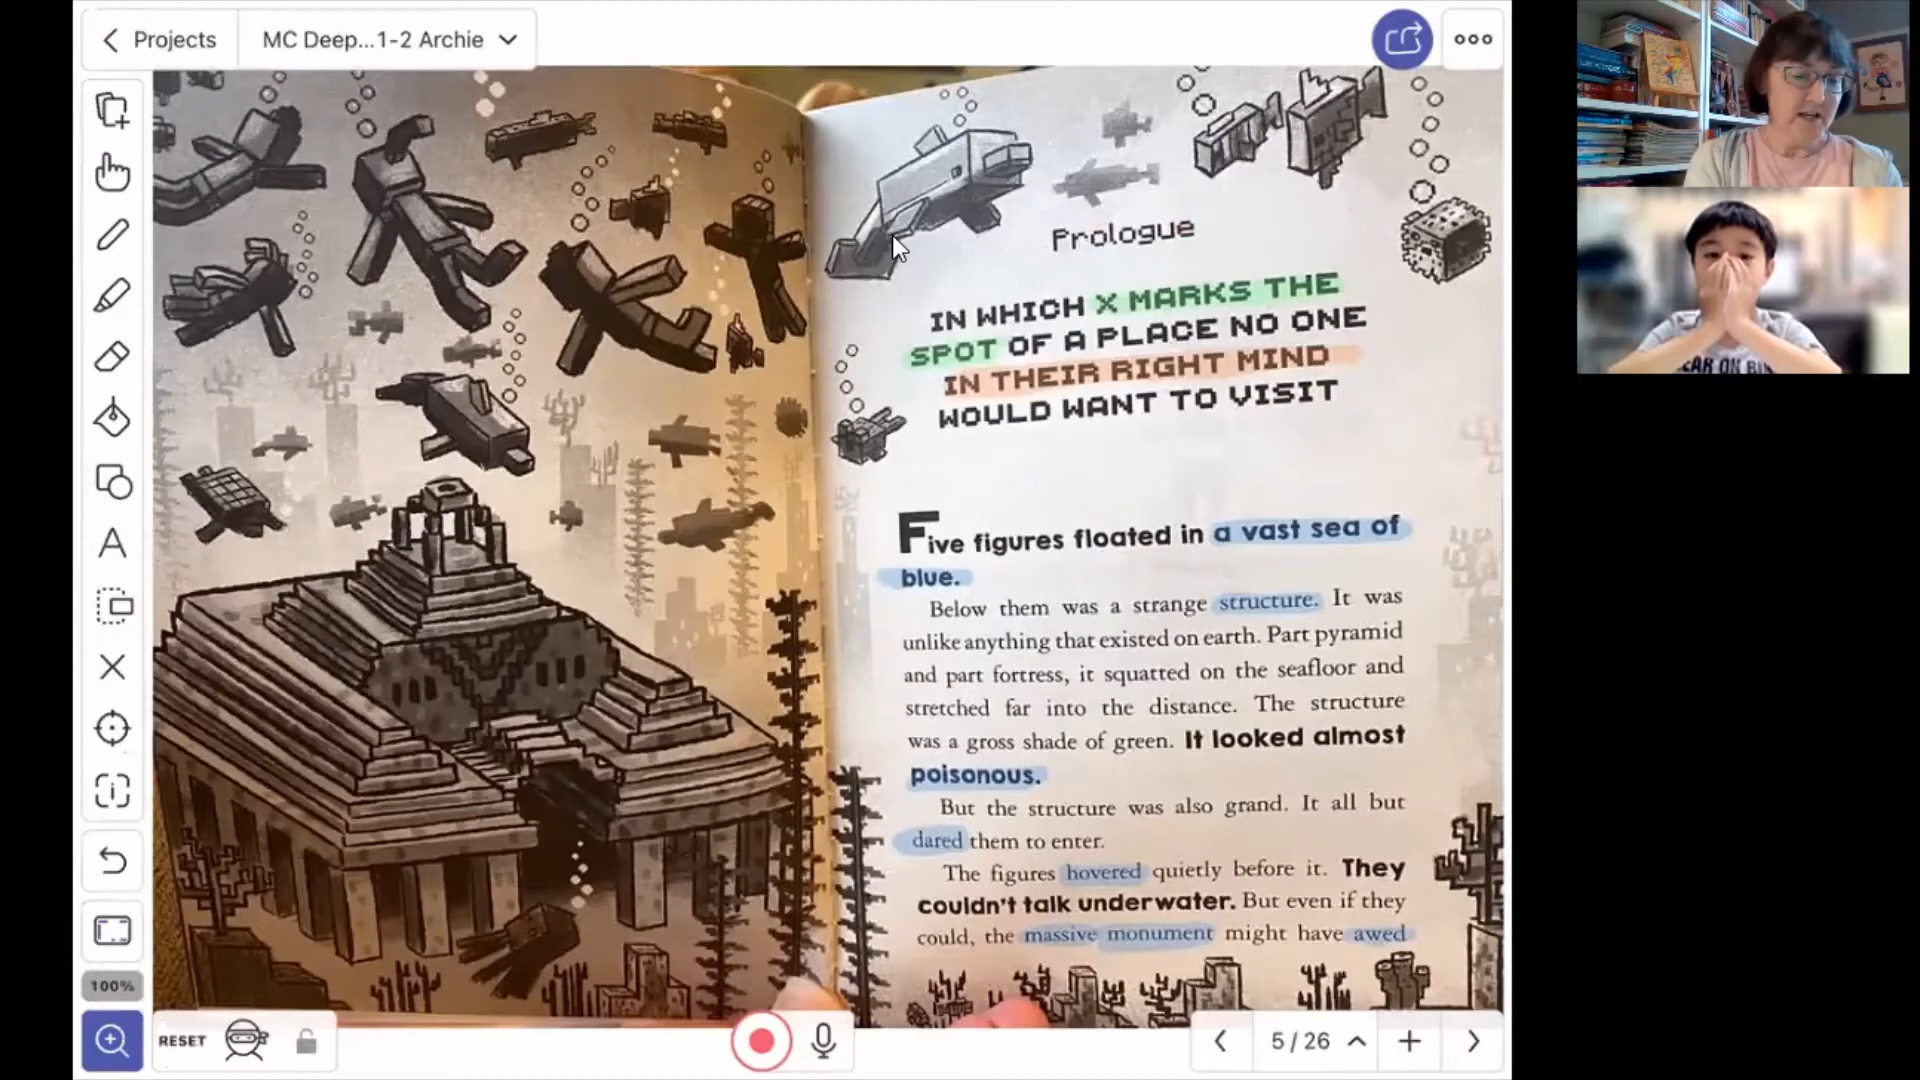 Projects
MC Deep...1-2 Archie
Prologue
IN WHICH X MARKS THE
SPOT OF A PLACE NO ONE
IN THEIR RIGHT MIND
WOULD WANT TO VISIT
Five figures floated in a vast sea of
blue.
Below them was a strange structure. It was
unlike anything that existed on earth. Part pyramid
and part fortress, it squatted on the seafloor and
stretched far into the distance. The structure
was a gross shade of green. It looked almost
poisonous.
But the structure was also grand. It all but
dared them to enter.
The figures hovered quietly before it. They
couldn't talk underwater. But even if they
could, the massive monument might have awed
100%
RESET
5 / 26